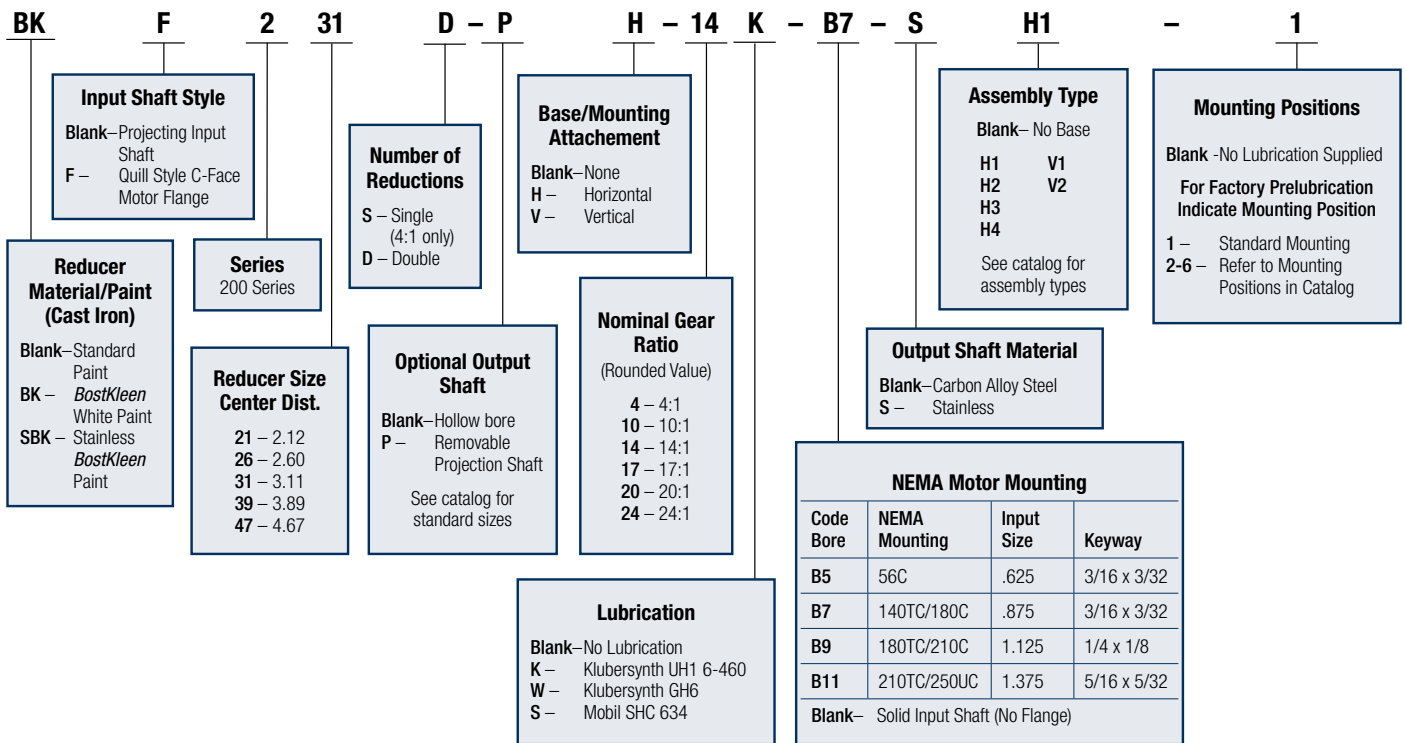 BK F 2 31 D – P H – 14 K – B7 – S H1 – 1
Input Shaft Style
Blank–Projecting Input
Shaft
F – Quill Style C-Face
Motor Flange
Reducer
Material/Paint
(Cast Iron)
Blank–Standard
Paint
BK – BostKleen
White Paint
SBK – Stainless
BostKleen
Paint
Series
200 Series
Reducer Size
Center Dist.
21 – 2.12
26 – 2.60
31 – 3.11
39 – 3.89
47 – 4.67
Number of
Reductions
S – Single
(4:1 only)
D – Double
Optional Output
Shaft
Blank–Hollow bore
P – Removable
Projection Shaft
See catalog for
standard sizes
Base/Mounting
Attachement
Blank–None
H – Horizontal
V – Vertical
Nominal Gear
Ratio
(Rounded Value)
4 – 4:1
10 – 10:1
14 – 14:1
17 – 17:1
20 – 20:1
24 – 24:1
Lubrication
Blank–No Lubrication
K – Klubersynth UH1 6-460
W – Klubersynth GH6
S – Mobil SHC 634
NEMA Motor Mounting
Code Bore NEMA Mounting Input Size Keyway
B5 56C .625 3/16 x 3/32
B7 140TC/180C .875 3/16 x 3/32
B9 180TC/210C 1.125 1/4 x 1/8
B11 210TC/250UC 1.375 5/16 x 5/32
Blank– Solid Input Shaft (No Flange)
Output Shaft Material
Blank–Carbon Alloy Steel
S – Stainless
Assembly Type
Blank– No Base
H1 V1
H2 V2
H3
H4
See catalog for
assembly types
Mounting Positions
Blank -No Lubrication Supplied
For Factory Prelubrication
Indicate Mounting Position
1 – Standard Mounting
2-6 – Refer to Mounting
Positions in Catalog